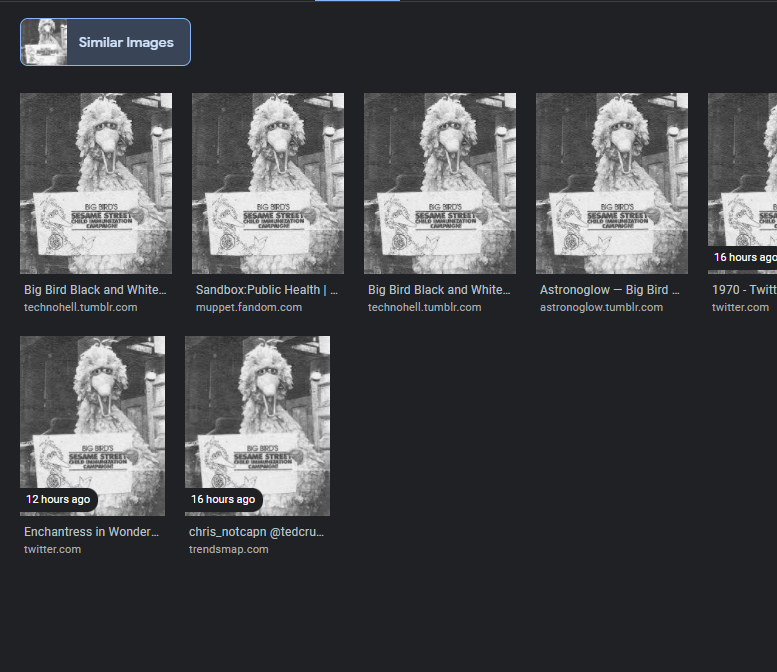 Similar Images
BIG BIRD'S
SESAME STREET
CHILD IMMUNIZATION
CAMPAIGN
BIG BIRD'S
SESAME STREET
CHILD IMMUNIZATION
CAMPAIGN
BIG BIRD'S
SESAME STREET
CHILD IMMUNIZATION
CAMPAIGN
BIG BIRD'S
SESAME STREET
CHILD IMMUNIZATION
CAMPAIGN
16 hours ago
Big Bird Black and White...
technohell.tumblr.com
Sandbox:Public Health | ...
muppet.fandom.com
Big Bird Black and White...
technohell.tumblr.com
Astronoglow — Big Bird ...
astronoglow.tumblr.com
1970 - Twitt
twitter.com
BIG BIRD'S
SESAME STREET
CHILD IMMUNIZATION
CAMPAIGN
12 hours ago
BIG BIRD'S
SESAME STREET
CHILD IMMUNIZATION
CAMPAIGN
16 hours ago
Enchantress in Wonder...
twitter.com
chris_notcapn @tedcru...
trendsmap.com